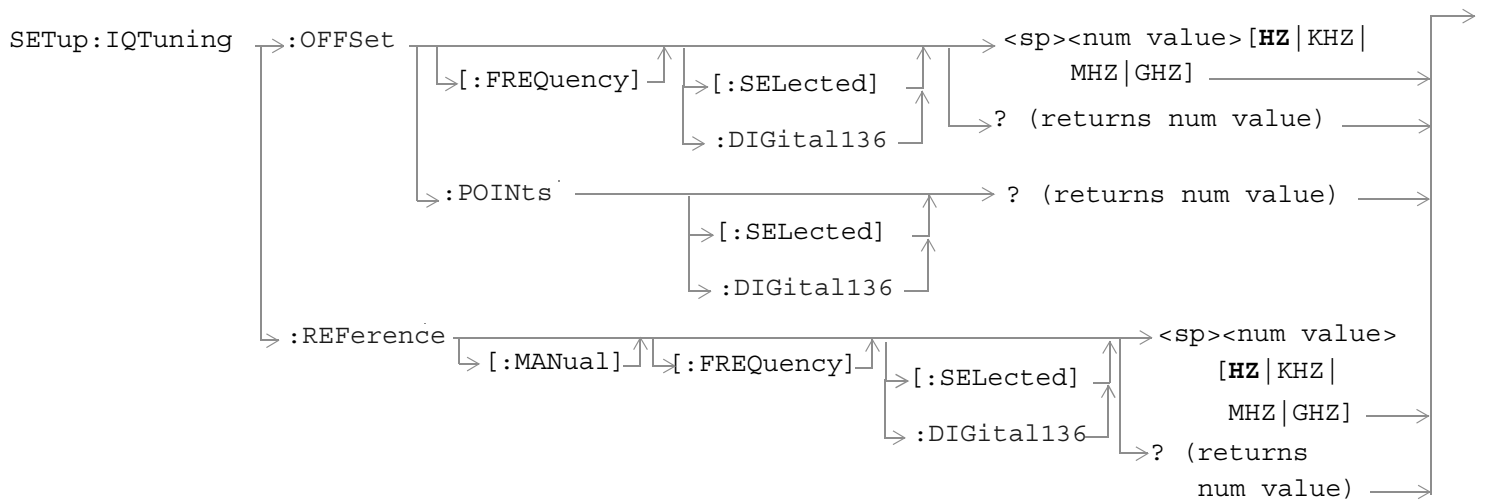 SETup:IQTuning :OFFSet <sp><num value>[HZ|KHZ|
[:FREQuency] [:SELected] MHZ|GHZ]
:DIGital136 ? (returns num value)
:POINts ? (returns num value)
[:SELected]
:DIGital136
:REFerence <sp><num value>
[:MANual] [:FREQuency] [:SELected] [HZ|KHZ|
:DIGital136 MHZ|GHZ]
? (returns
num value)